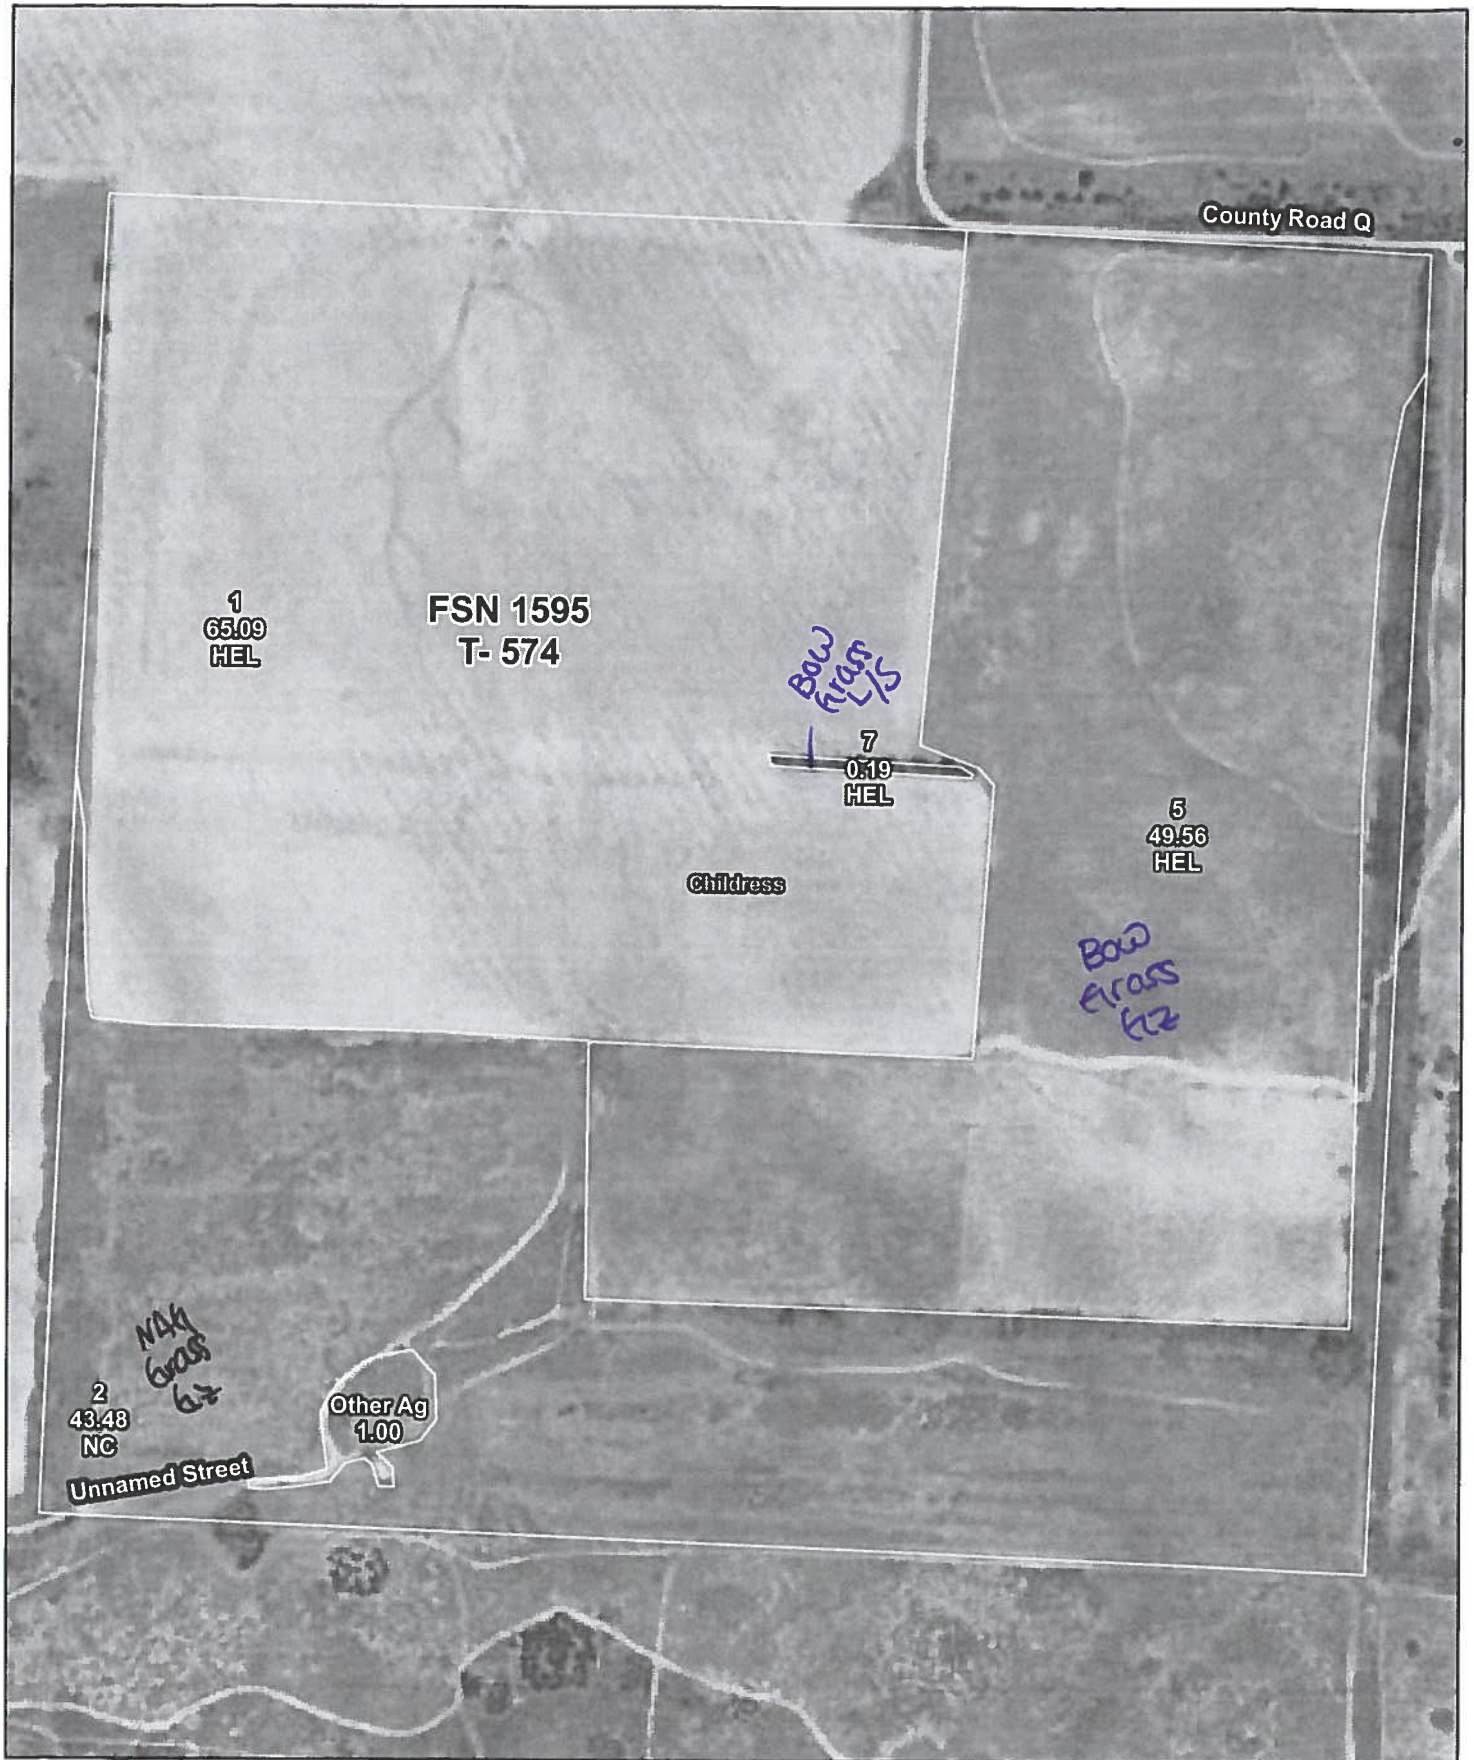 County Road Q
1
65.09
HEL
FSN 1595
T- 574
BOW
Grass
L/S
7
0.19
HEL
5
49.56
HEL
Childress
BOW
Grass
GZ
NAG
Grass
GZ
2
43.48
NC
Other Ag
1.00
Unnamed Street